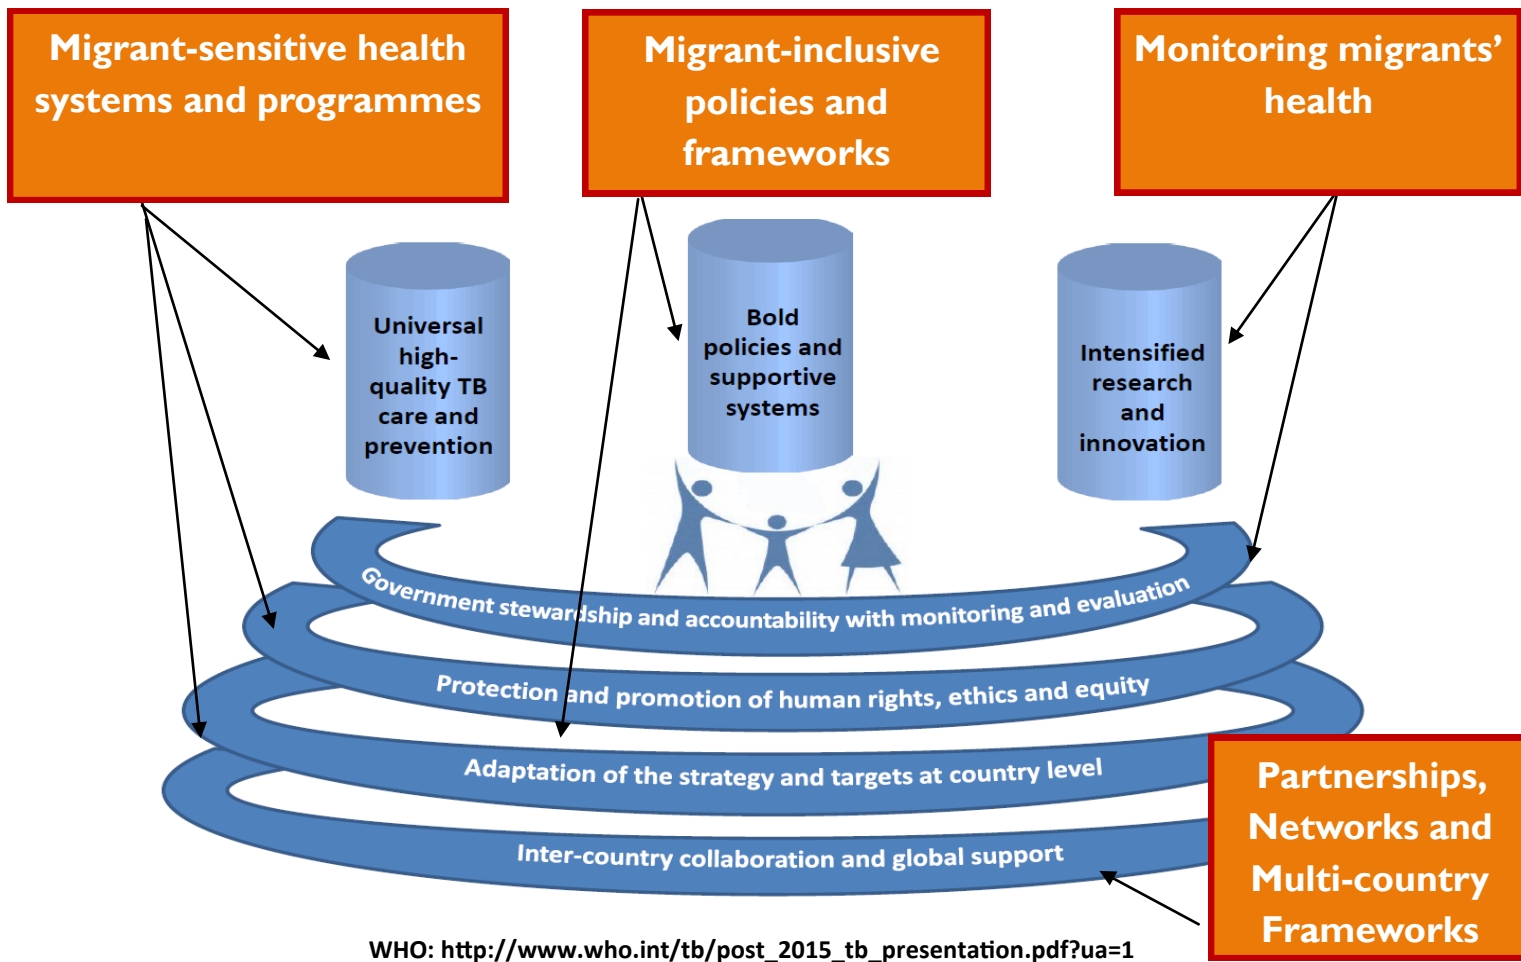 Migrant-sensitive health
systems and programmes
Migrant-inclusive
policies and
frameworks
Monitoring migrants’
health
Universal
high-
quality TB
care and
prevention
Bold
policies and
supportive
systems
Intensified
research
and
innovation
Government stewardship and accountability with monitoring and evaluation
Protection and promotion of human rights, ethics and equity
Adaptation of the strategy and targets at country level
Inter-country collaboration and global support
Partnerships,
Networks and
Multi-country
Frameworks
WHO: http://www.who.int/tb/post_2015_tb_presentation.pdf?ua=1